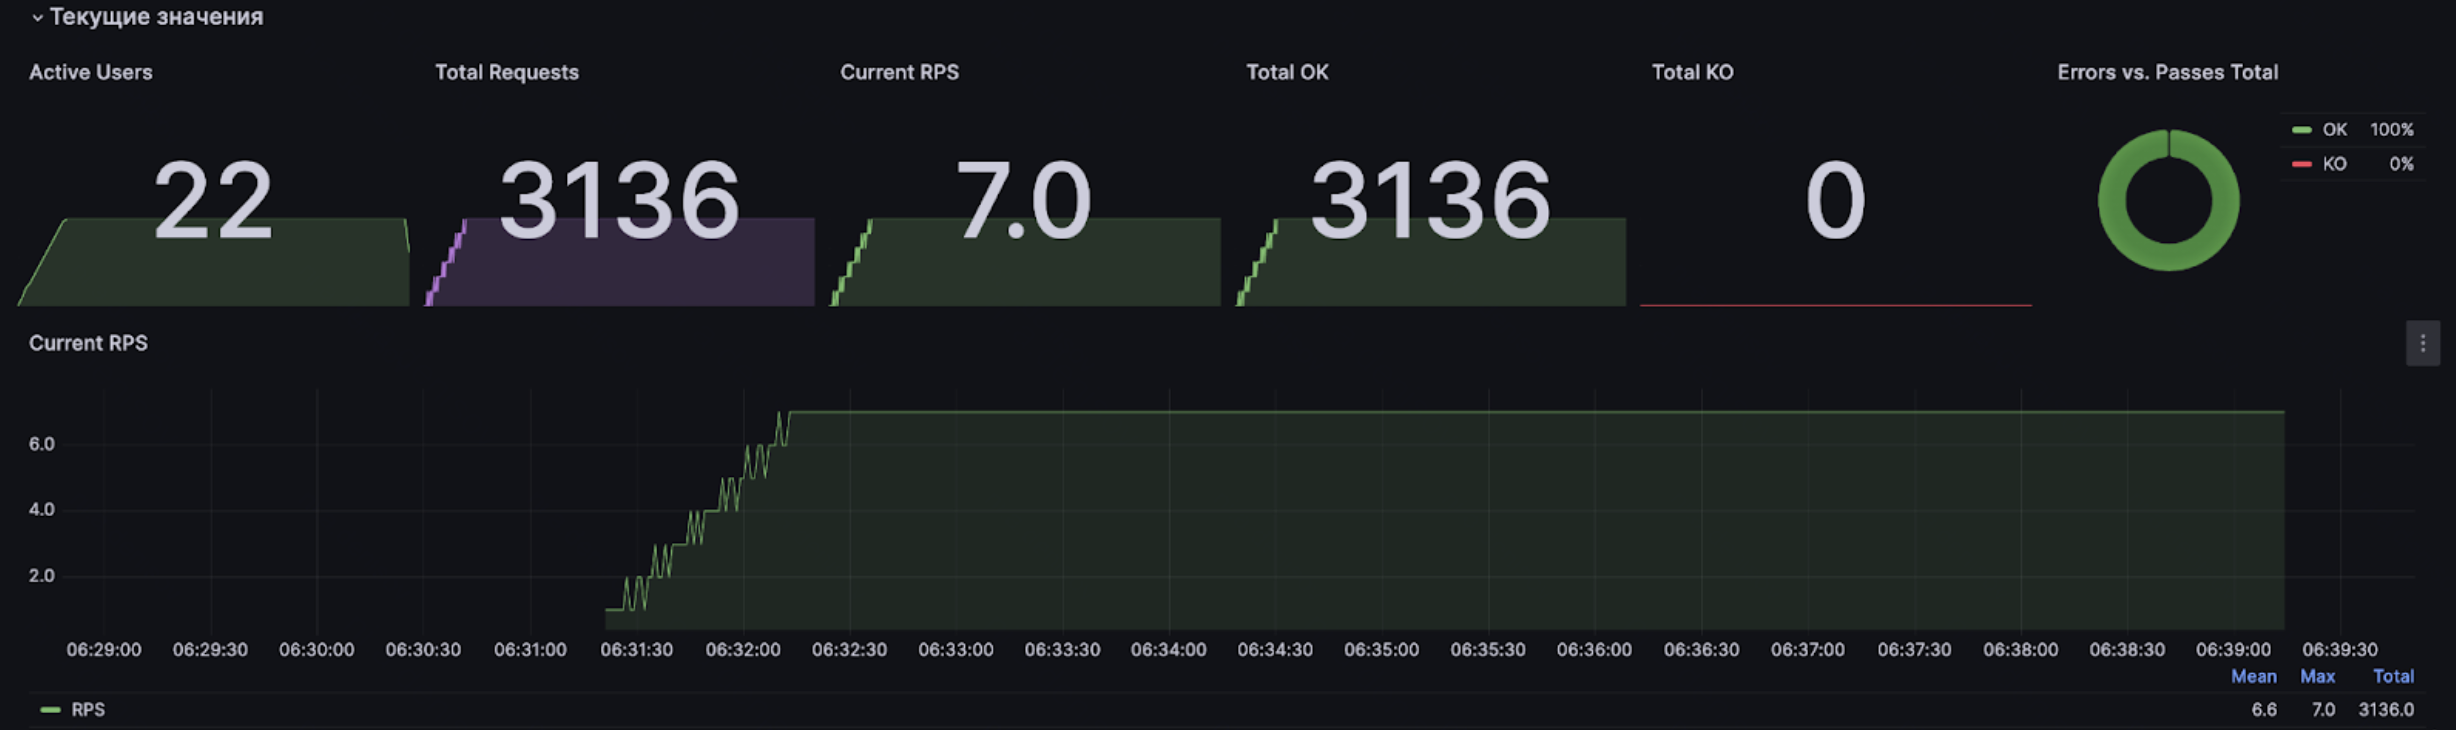 Текущие значения
Active Users
Total Requests
Current RPS
Total OK
Total KO
Errors vs. Passes Total
22
3136
7.0
3136
0
OK 100%
KO 0%
Current RPS
6.0
4.0
2.0
06:29:00 06:29:30 06:30:00 06:30:30 06:31:00 06:31:30 06:32:00 06:32:30 06:33:00 06:33:30 06:34:00 06:34:30 06:35:00 06:35:30 06:36:00 06:36:30 06:37:00 06:37:30 06:38:00 06:38:30 06:39:00 06:39:30
Mean Max Total
RPS 6.6 7.0 3136.0